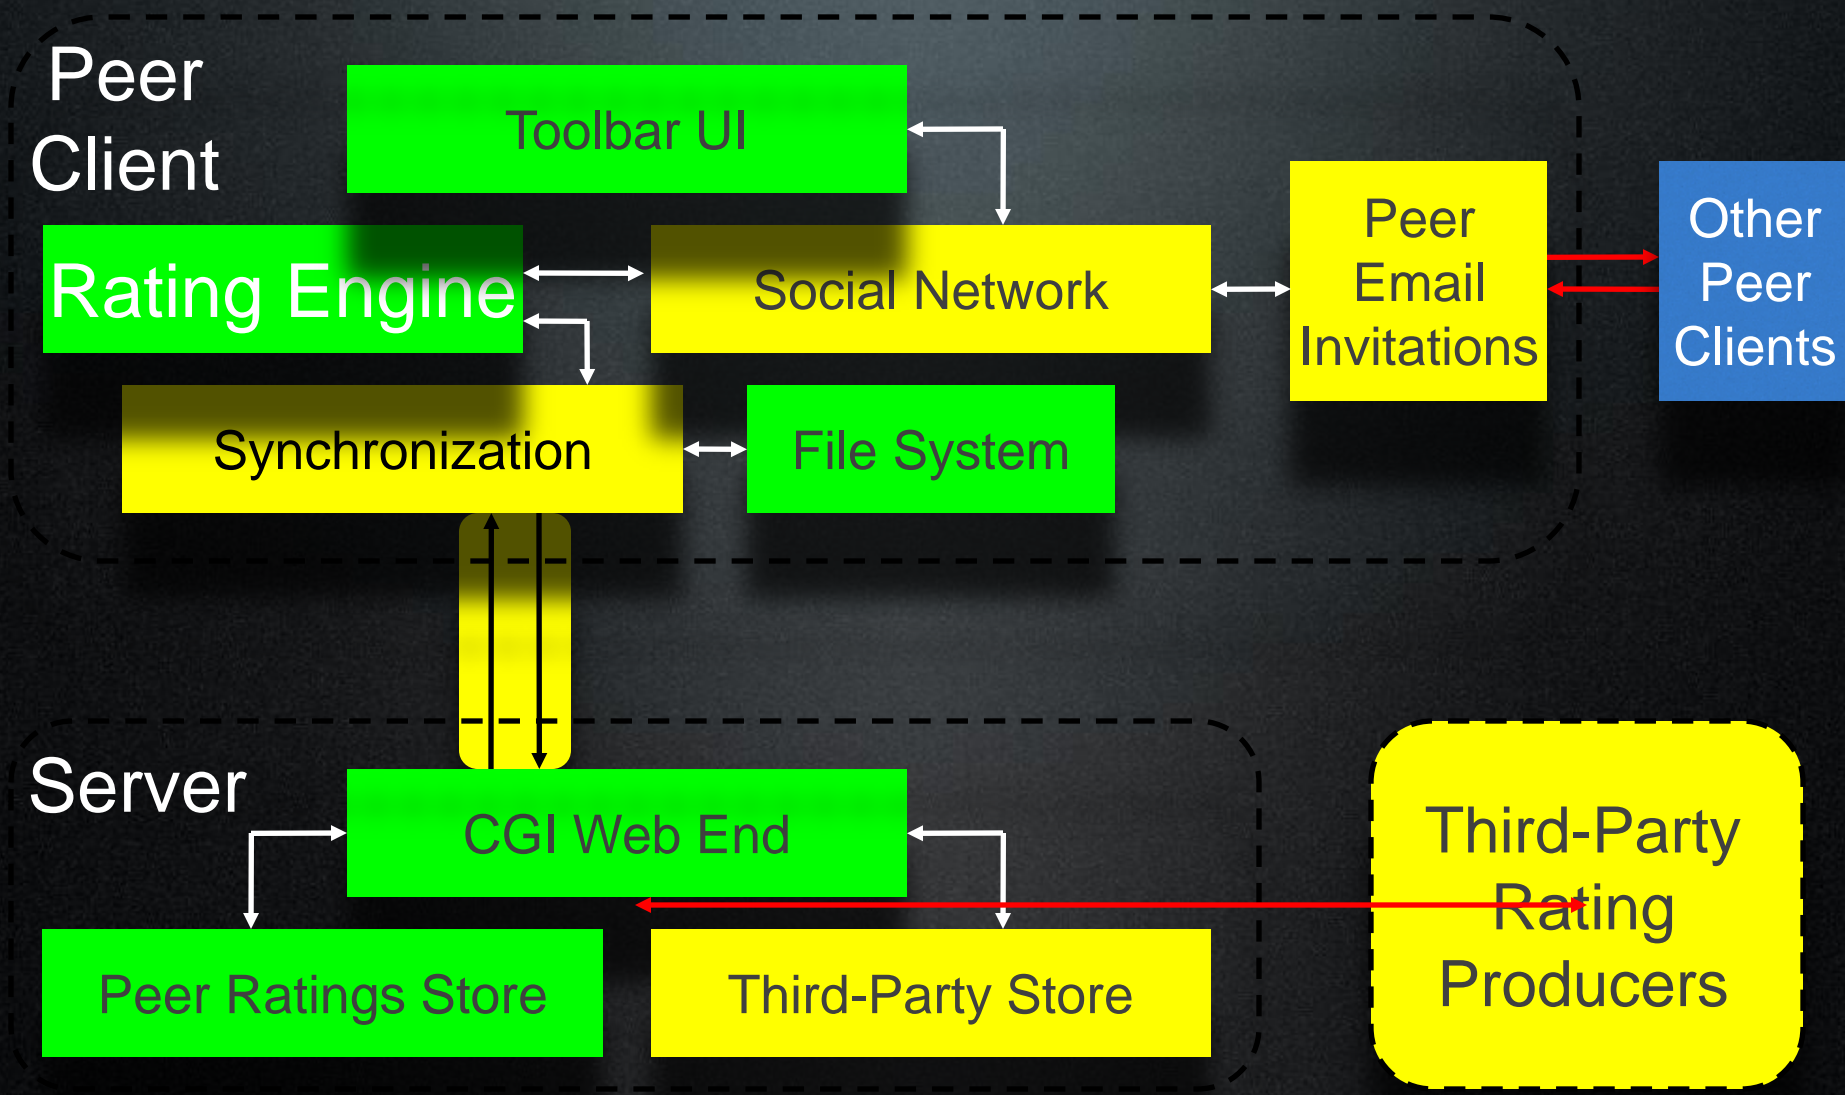 Peer
Client
Toolbar UI
Rating Engine
Social Network
Peer
Email
Invitations
Other
Peer
Clients
Synchronization
File System
Server
CGI Web End
Peer Ratings Store
Third-Party Store
Third-Party
Rating
Producers